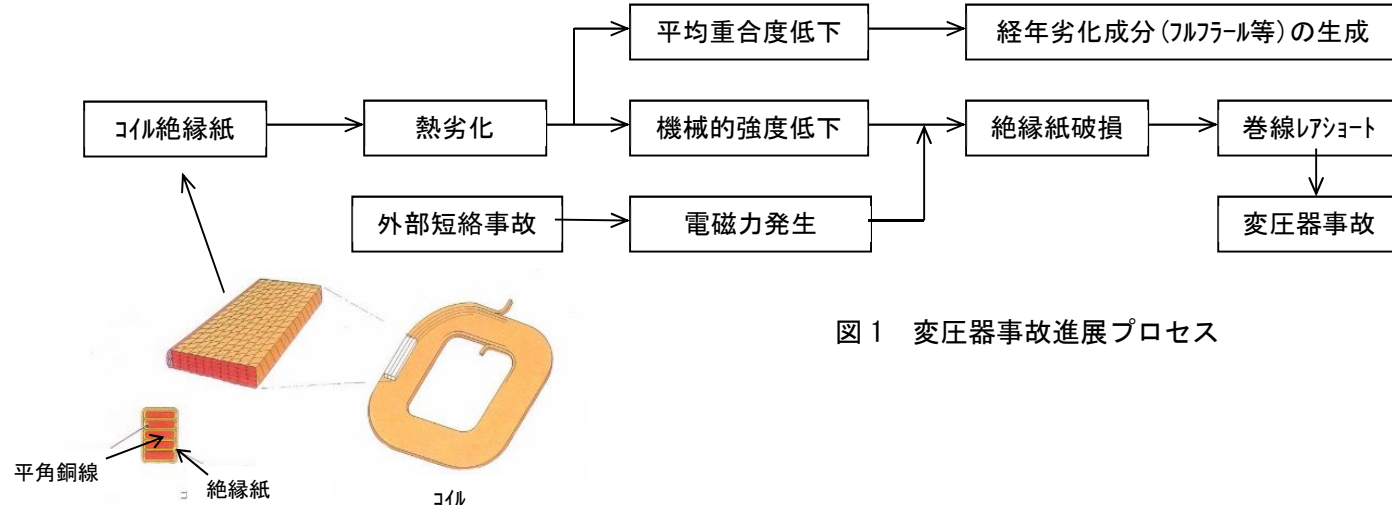 平均重合度低下
経年劣化成分(ﾌﾙﾌﾗｰﾙ等)の生成
ｺｲﾙ絶縁紙
熱劣化
機械的強度低下
絶縁紙破損
巻線ﾚｱｼｮｰﾄ
外部短絡事故
電磁力発生
変圧器事故
図1 変圧器事故進展プロセス
平角銅線
絶縁紙
ｺｲﾙ